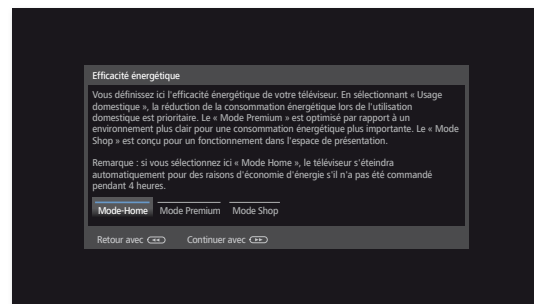 Efficacité énergétique
Vous définissez ici l'efficacité énergétique de votre téléviseur. En sélectionnant « Usage
domestique », la réduction de la consommation énergétique lors de l'utilisation
domestique est prioritaire. Le « Mode Premium » est optimisé par rapport à un
environnement plus clair pour une consommation énergétique plus importante. Le « Mode
Shop » est conçu pour un fonctionnement dans l'espace de présentation.
Remarque : si vous sélectionnez ici « Mode Home », le téléviseur s'éteindra
automatiquement pour des raisons d'économie d'énergie s'il n'a pas été commandé
pendant 4 heures.
Mode-Home Mode Premium Mode Shop
Retour avec Continuer avec